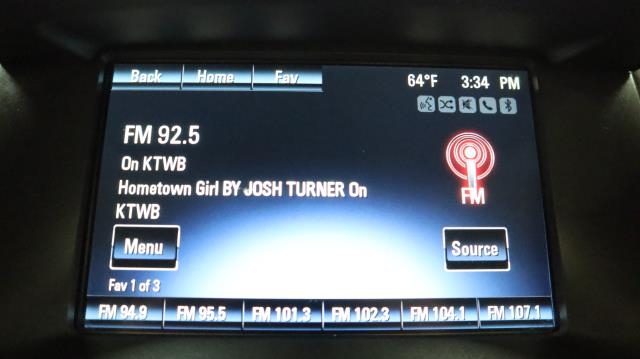 Back Home Fav 64°F 3:34 PM
FM 92.5
On KTWB
Hometown Girl BY JOSH TURNER On
KTWB
FM
Menu Source
Fav 1 of 3
FM 94.9 FM 95.5 FM 101.3 FM 102.3 FM 104.1 FM 107.1